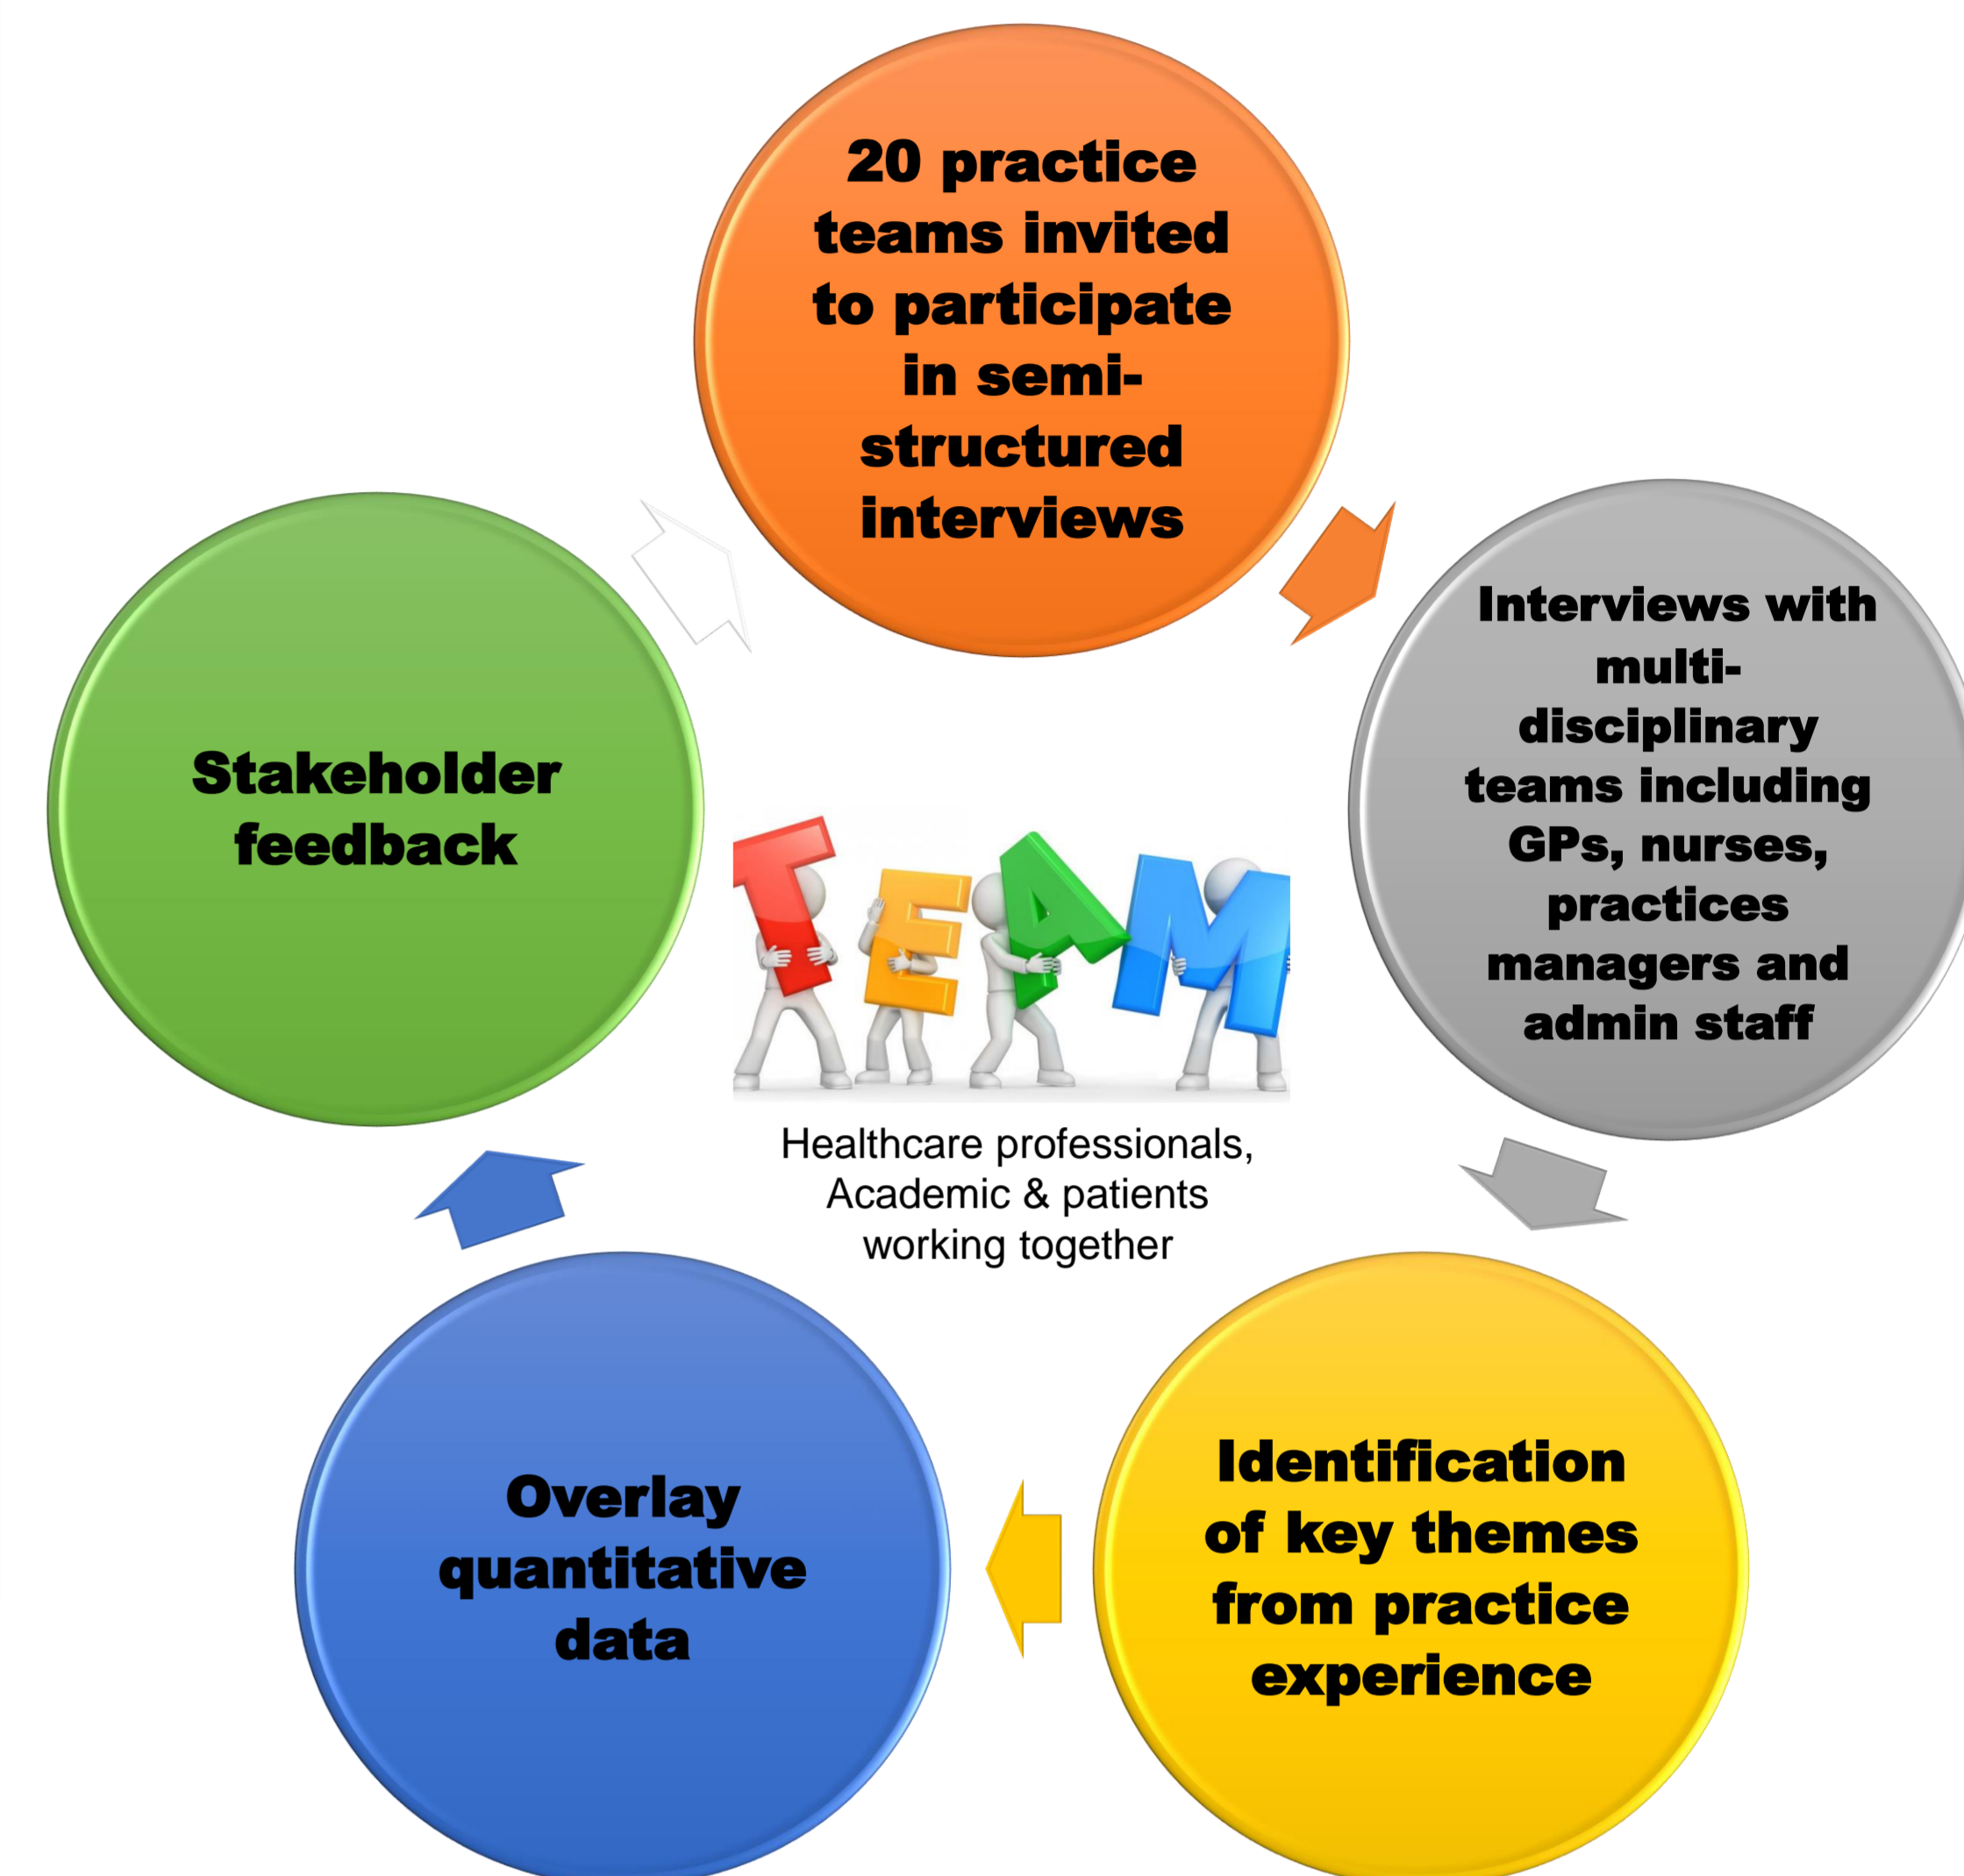 20 practice
teams invited
to participate
in semi-
structured
interviews
Interviews with
multi-
disciplinary
teams including
GPs, nurses,
practices
managers and
admin staff
Identification
of key themes
from practice
experience
Overlay
quantitative
data
Stakeholder
feedback
TEAM
Healthcare professionals,
Academic & patients
working together